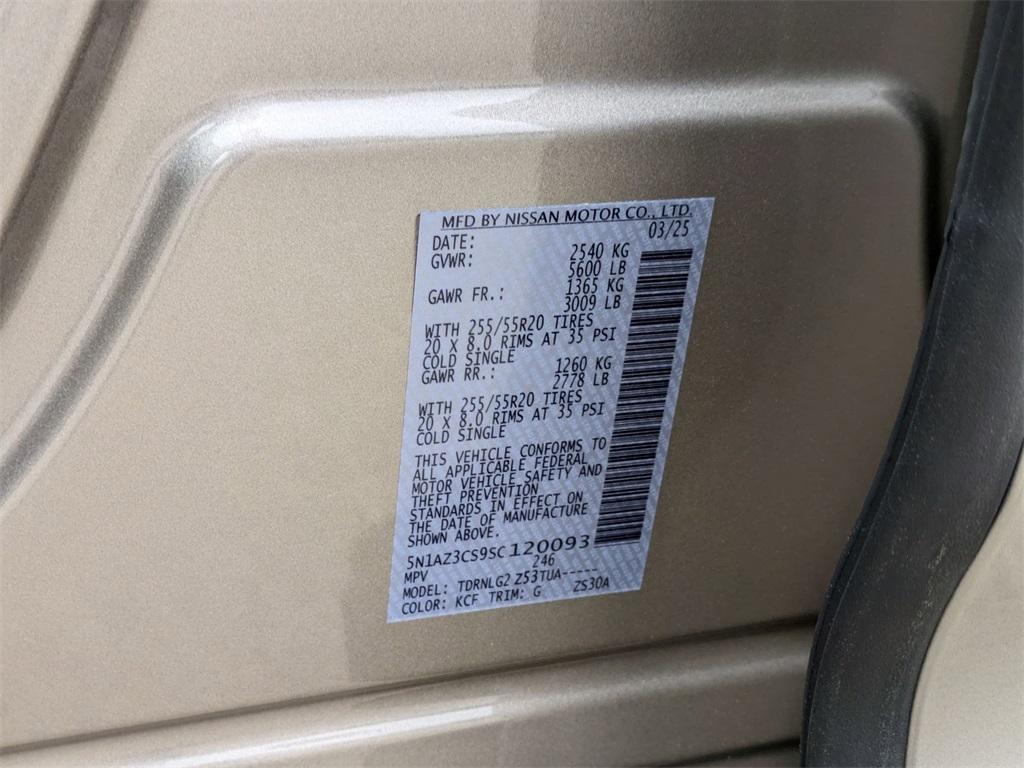 MFD BY NISSAN MOTOR CO., LTD.
DATE: 03/25
GVWR: 2540 KG
5600 LB
GAWR FR.: 1365 KG
3009 LB
WITH 255/55R20 TIRES
20 X 8.0 RIMS AT 35 PSI
COLD SINGLE
GAWR RR.: 1260 KG
2778 LB
WITH 255/55R20 TIRES
20 X 8.0 RIMS AT 35 PSI
COLD SINGLE
THIS VEHICLE CONFORMS TO
ALL APPLICABLE FEDERAL
MOTOR VEHICLE SAFETY AND
THEFT PREVENTION
STANDARDS IN EFFECT ON
THE DATE OF MANUFACTURE
SHOWN ABOVE.
5N1AZ3CS9SC120093
MPV 246
MODEL: TDRNLG2 Z53TUA-----
COLOR: KCF TRIM: G ZS30A